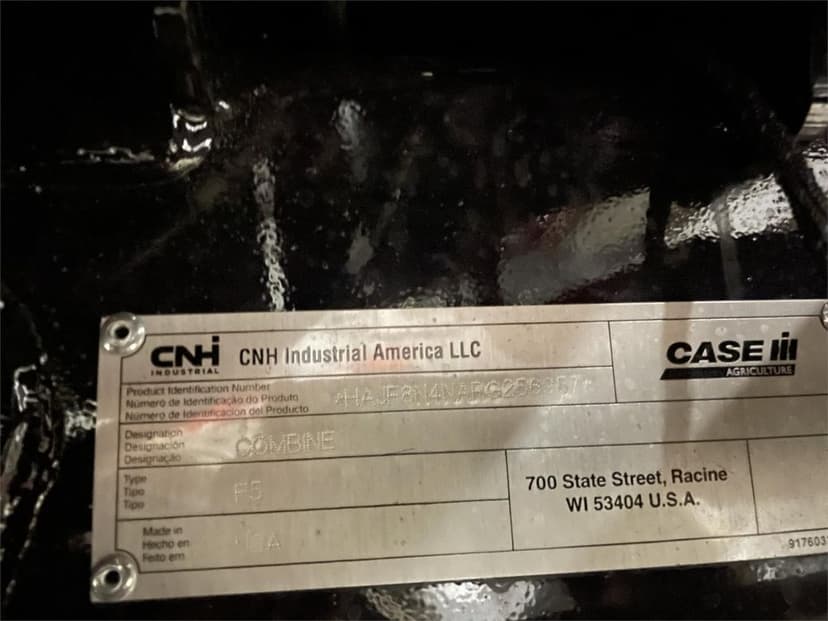 CNH
INDUSTRIAL
CNH Industrial America LLC
CASE IH
AGRICULTURE
Product Identification Number
Número de Identificação do Produto
Número de Identificación del Producto
Designation
Designación
Designação
COMBINE
Type
Tipo
Tipo
700 State Street, Racine
WI 53404 U.S.A.
Made in
Hecho en
Feito em